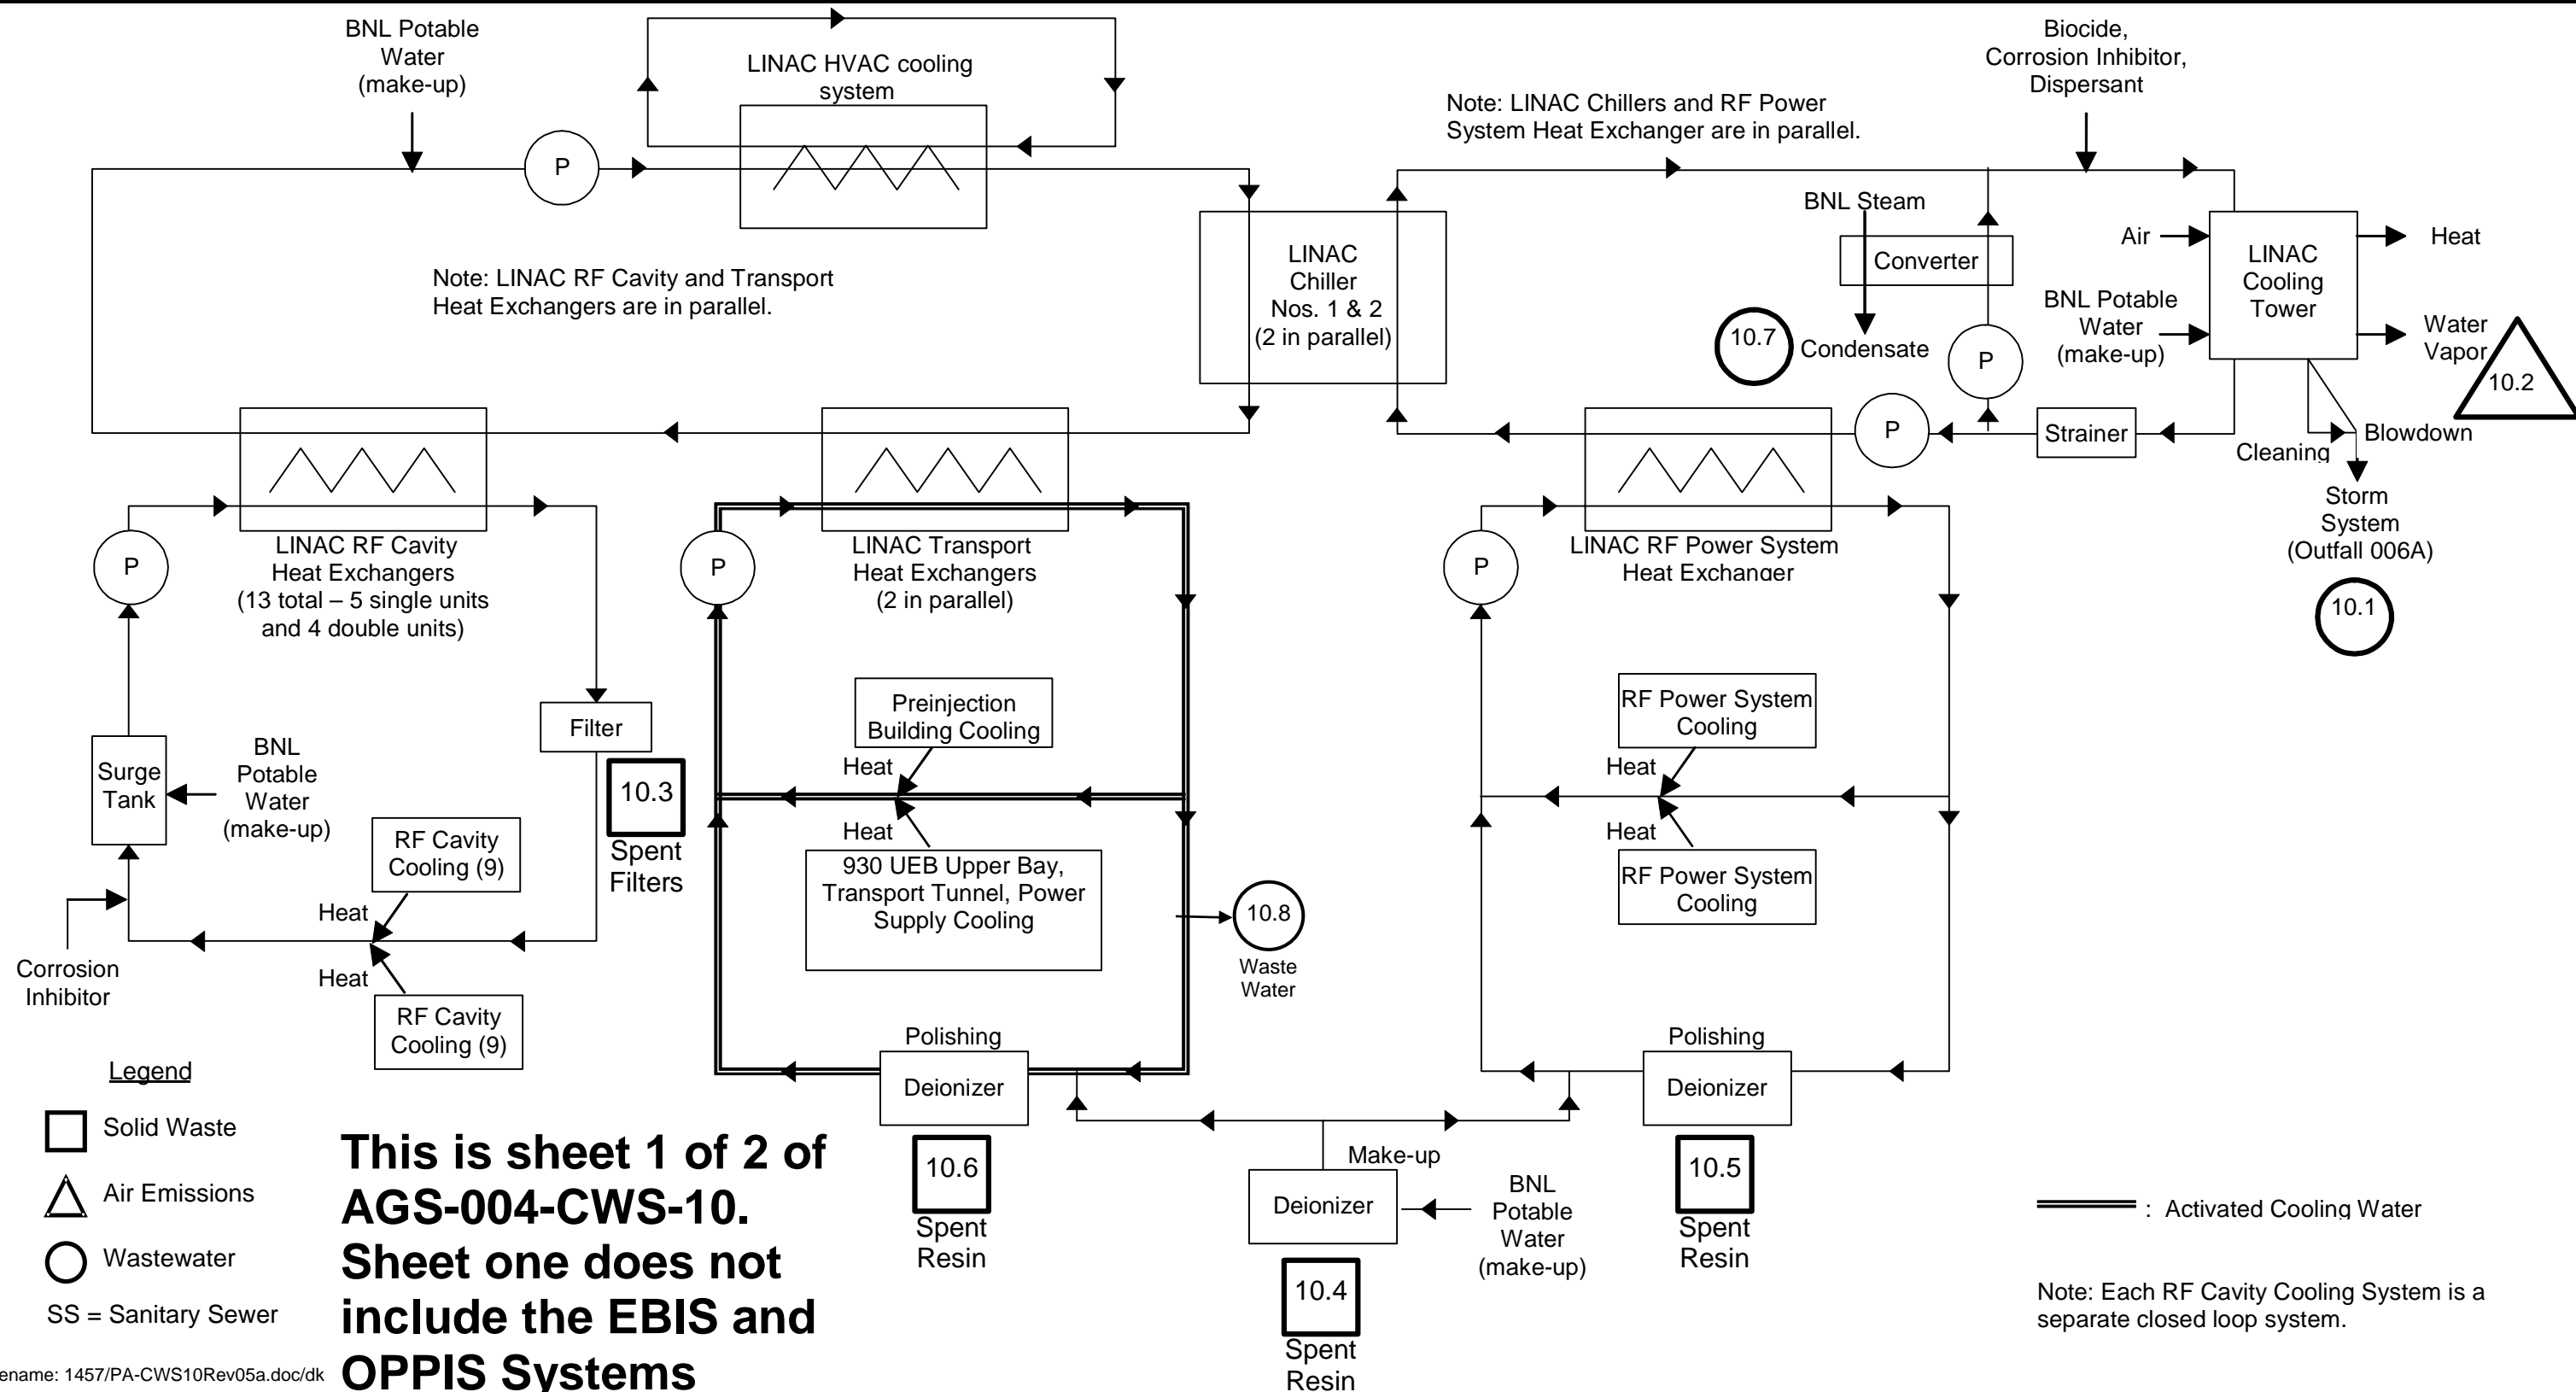 BNL Potable
Water
(make-up)
LINAC HVAC cooling
system
P
Note: LINAC RF Cavity and Transport
Heat Exchangers are in parallel.
LINAC
Chiller
Nos. 1 & 2
(2 in parallel)
Note: LINAC Chillers and RF Power
System Heat Exchanger are in parallel.
Biocide,
Corrosion Inhibitor,
Dispersant
BNL Steam
Converter
10.7
Condensate
P
Air
BNL Potable
Water
(make-up)
LINAC
Cooling
Tower
Heat
Water
Vapor
10.2
P
Strainer
Cleaning
Blowdown
Storm
System
(Outfall 006A)
10.1
P
LINAC RF Cavity
Heat Exchangers
(13 total – 5 single units
and 4 double units)
P
LINAC Transport
Heat Exchangers
(2 in parallel)
P
LINAC RF Power System
Heat Exchanger
Filter
10.3
Spent
Filters
Surge
Tank
BNL
Potable
Water
(make-up)
RF Cavity
Cooling (9)
Heat
Heat
RF Cavity
Cooling (9)
Corrosion
Inhibitor
Preinjection
Building Cooling
Heat
Heat
930 UEB Upper Bay,
Transport Tunnel, Power
Supply Cooling
10.8
Waste
Water
RF Power System
Cooling
Heat
Heat
RF Power System
Cooling
Polishing
Deionizer
10.6
Spent
Resin
Make-up
Deionizer
BNL
Potable
Water
(make-up)
10.4
Spent
Resin
Polishing
Deionizer
10.5
Spent
Resin
Legend
Solid Waste
Air Emissions
Wastewater
SS = Sanitary Sewer
This is sheet 1 of 2 of
AGS-004-CWS-10.
Sheet one does not
include the EBIS and
OPPIS Systems
ename: 1457/PA-CWS10Rev05a.doc/dk
: Activated Cooling Water
Note: Each RF Cavity Cooling System is a
separate closed loop system.